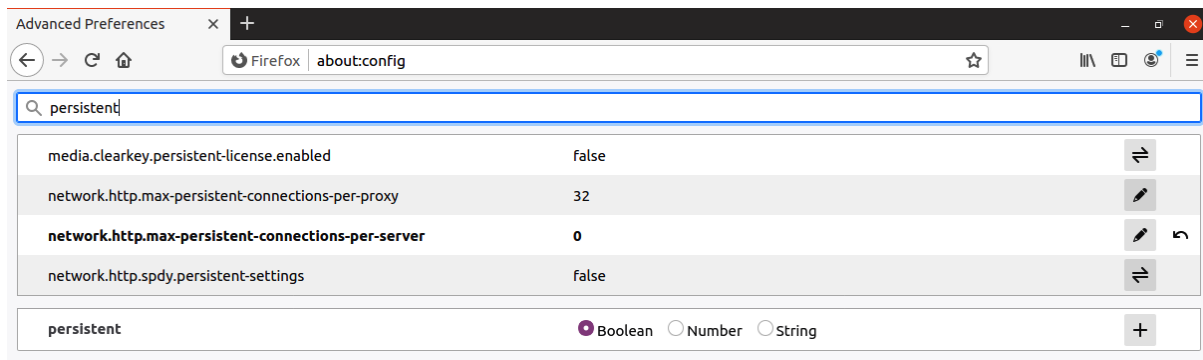 Advanced Preferences
Firefox about:config
persistent
media.clearkey.persistent-license.enabled false
network.http.max-persistent-connections-per-proxy 32
network.http.max-persistent-connections-per-server 0
network.http.spdy.persistent-settings false
persistent Boolean Number String